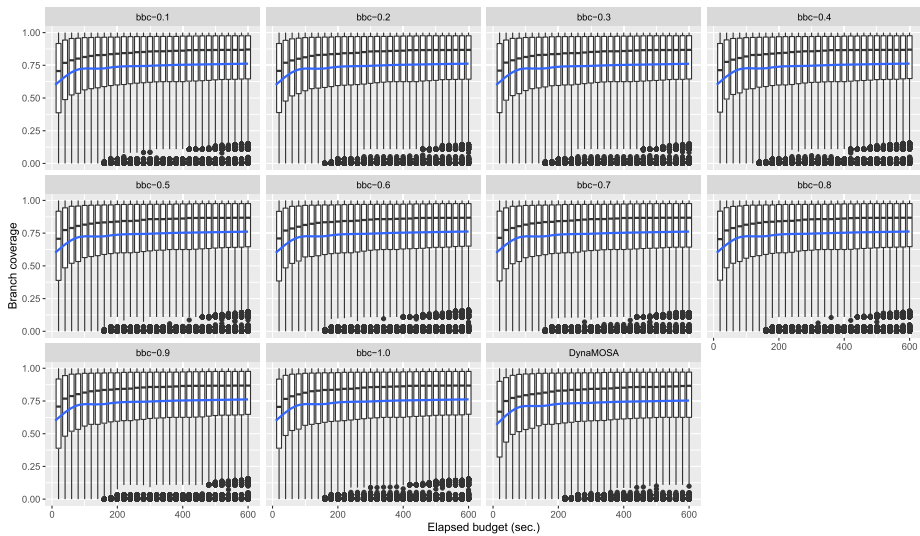 bbc−0.1 bbc−0.2 bbc−0.3 bbc−0.4
1.00
0.75
0.50
0.25
0.00
bbc−0.5 bbc−0.6 bbc−0.7 bbc−0.8
1.00
0.75
0.50
0.25
0.00
0 200 400 600
bbc−0.9 bbc−1.0 DynaMOSA
1.00
0.75
0.50
0.25
0.00
0 200 400 600 0 200 400 600 0 200 400 600
Branch coverage
Elapsed budget (sec.)